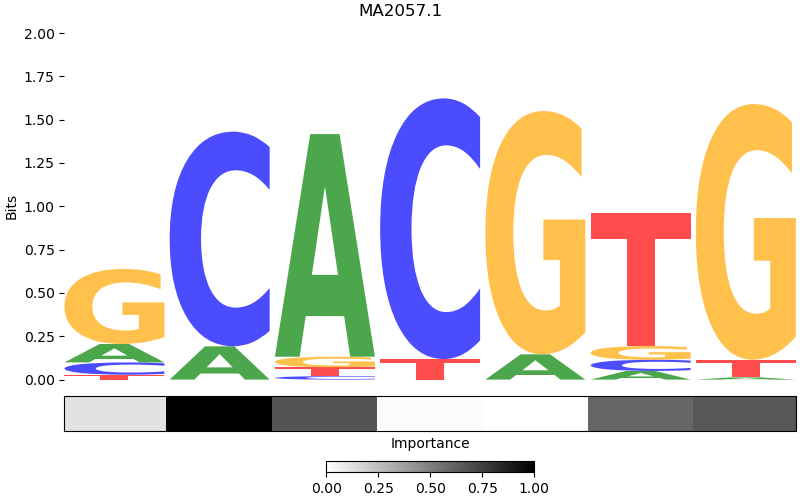 MA2057.1
2.00
1.75
1.50
1.25
1.00
0.75
0.50
0.25
0.00
Bits
G C A C G T G
A A G T A G T
C T C A
T C A
Importance
0.00 0.25 0.50 0.75 1.00